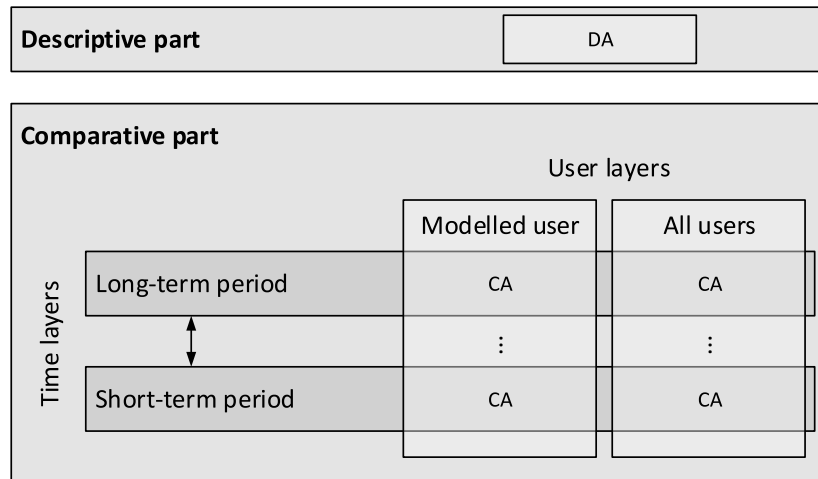 Descriptive part
DA
Comparative part
User layers
Modelled user
All users
Time layers
Long-term period
CA
CA
⋮
⋮
Short-term period
CA
CA